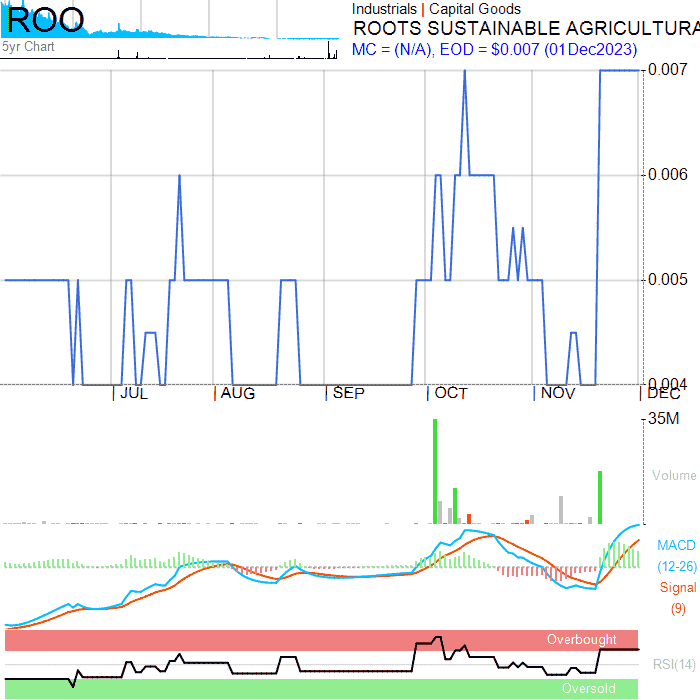 ROO
Industrials | Capital Goods
ROOTS SUSTAINABLE AGRICULTURA
5yr Chart
MC = (N/A), EOD = $0.007 (01Dec2023)
0.007
0.006
0.005
0.004
JUL AUG SEP OCT NOV DEC
35M
Volume
MACD
(12-26)
Signal
(9)
Overbought
RSI(14)
Oversold